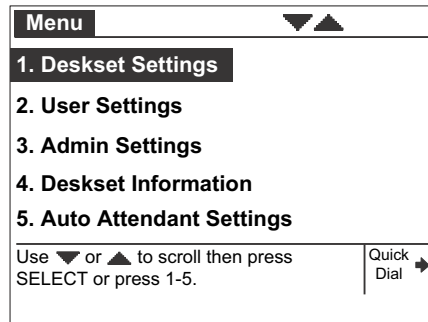 Menu
1. Deskset Settings
2. User Settings
3. Admin Settings
4. Deskset Information
5. Auto Attendant Settings
Use ▼ or ▲ to scroll then press
SELECT or press 1-5.
Quick
Dial